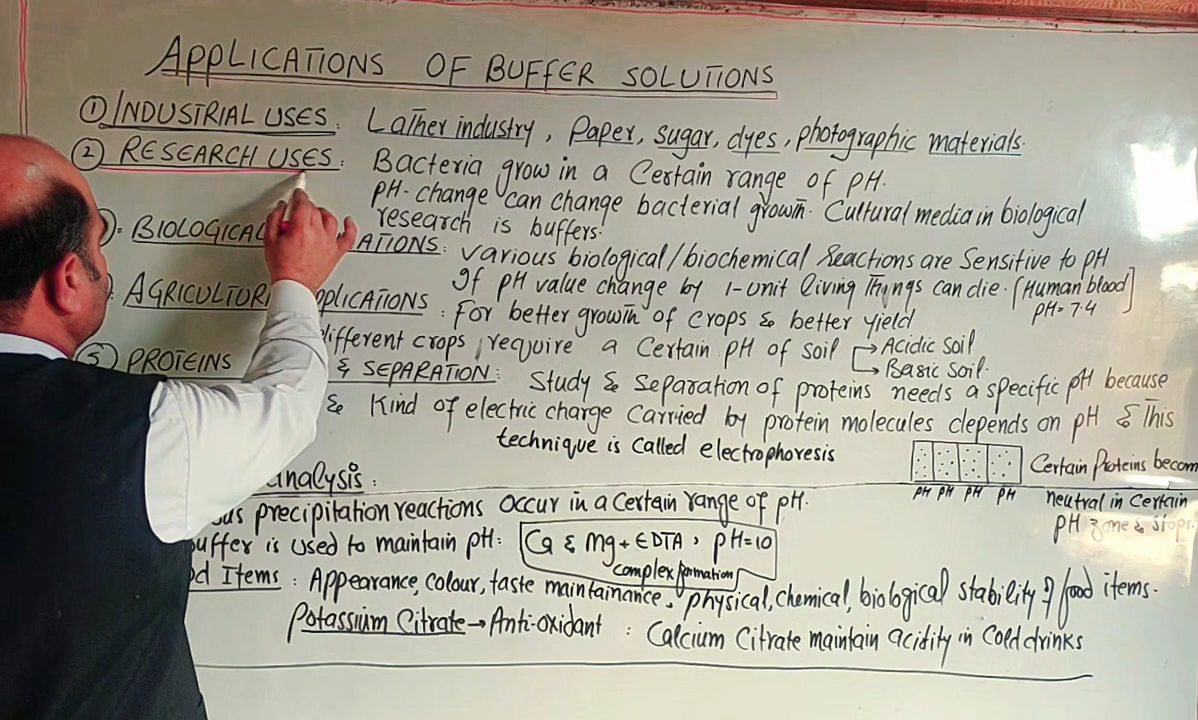 APPLICATIONS OF BUFFER SOLUTIONS
① INDUSTRIAL USES: Lather industry, Paper, sugar, dyes, photographic materials.
② RESEARCH USES: Bacteria grow in a Certain range of pH.
pH-change can change bacterial growth. Cultural media in biological
research is buffers.
BIOLOGICAL ATIONS: Various biological/biochemical Reactions are Sensitive to pH
If pH value change by 1-unit living Things can die. [Human blood]
pH=7.4
AGRICULTUR PPLICATIONS: For better growth of crops & better yield
ifferent crops require a Certain pH of soil → Acidic Soil
→ Basic Soil.
⑤ PROTEINS & SEPARATION: Study & separation of proteins needs a specific pH because
& Kind of electric charge carried by protein molecules depends on pH & This
technique is called electrophoresis
pH pH pH pH
Certain Proteins becom
neutral in Certain
pH zone & stops.
analysis:
us precipitation reactions occur in a Certain range of pH.
uffer is used to maintain pH: Ca & Mg + EDTA, pH=10
complex formation
od Items: Appearance, colour, taste maintainance, physical, chemical, biological stability of food items.
Potassium Citrate → Anti-oxidant : Calcium Citrate maintain acidity in Cold drinks